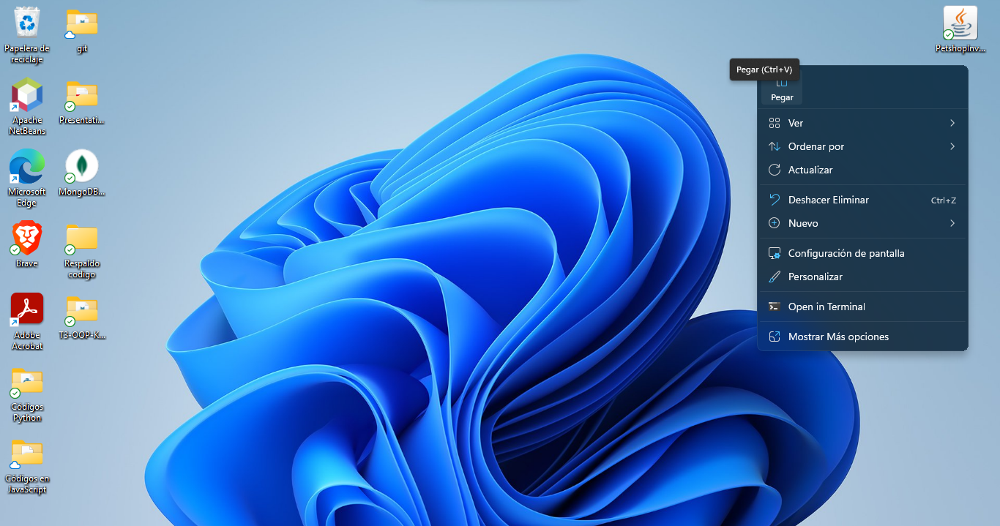 Papelera de
reciclaje
git
Apache
NetBeans
Presentati...
Microsoft
Edge
MongoDB...
Brave
Respaldo
codigo
Adobe
Acrobat
T3-OOP-K...
Códigos
Python
Códigos en
JavaScript
PetshopInv...
Pegar (Ctrl+V)
Pegar
Ver
Ordenar por
Actualizar
Deshacer Eliminar Ctrl+Z
Nuevo
Configuración de pantalla
Personalizar
Open in Terminal
Mostrar Más opciones